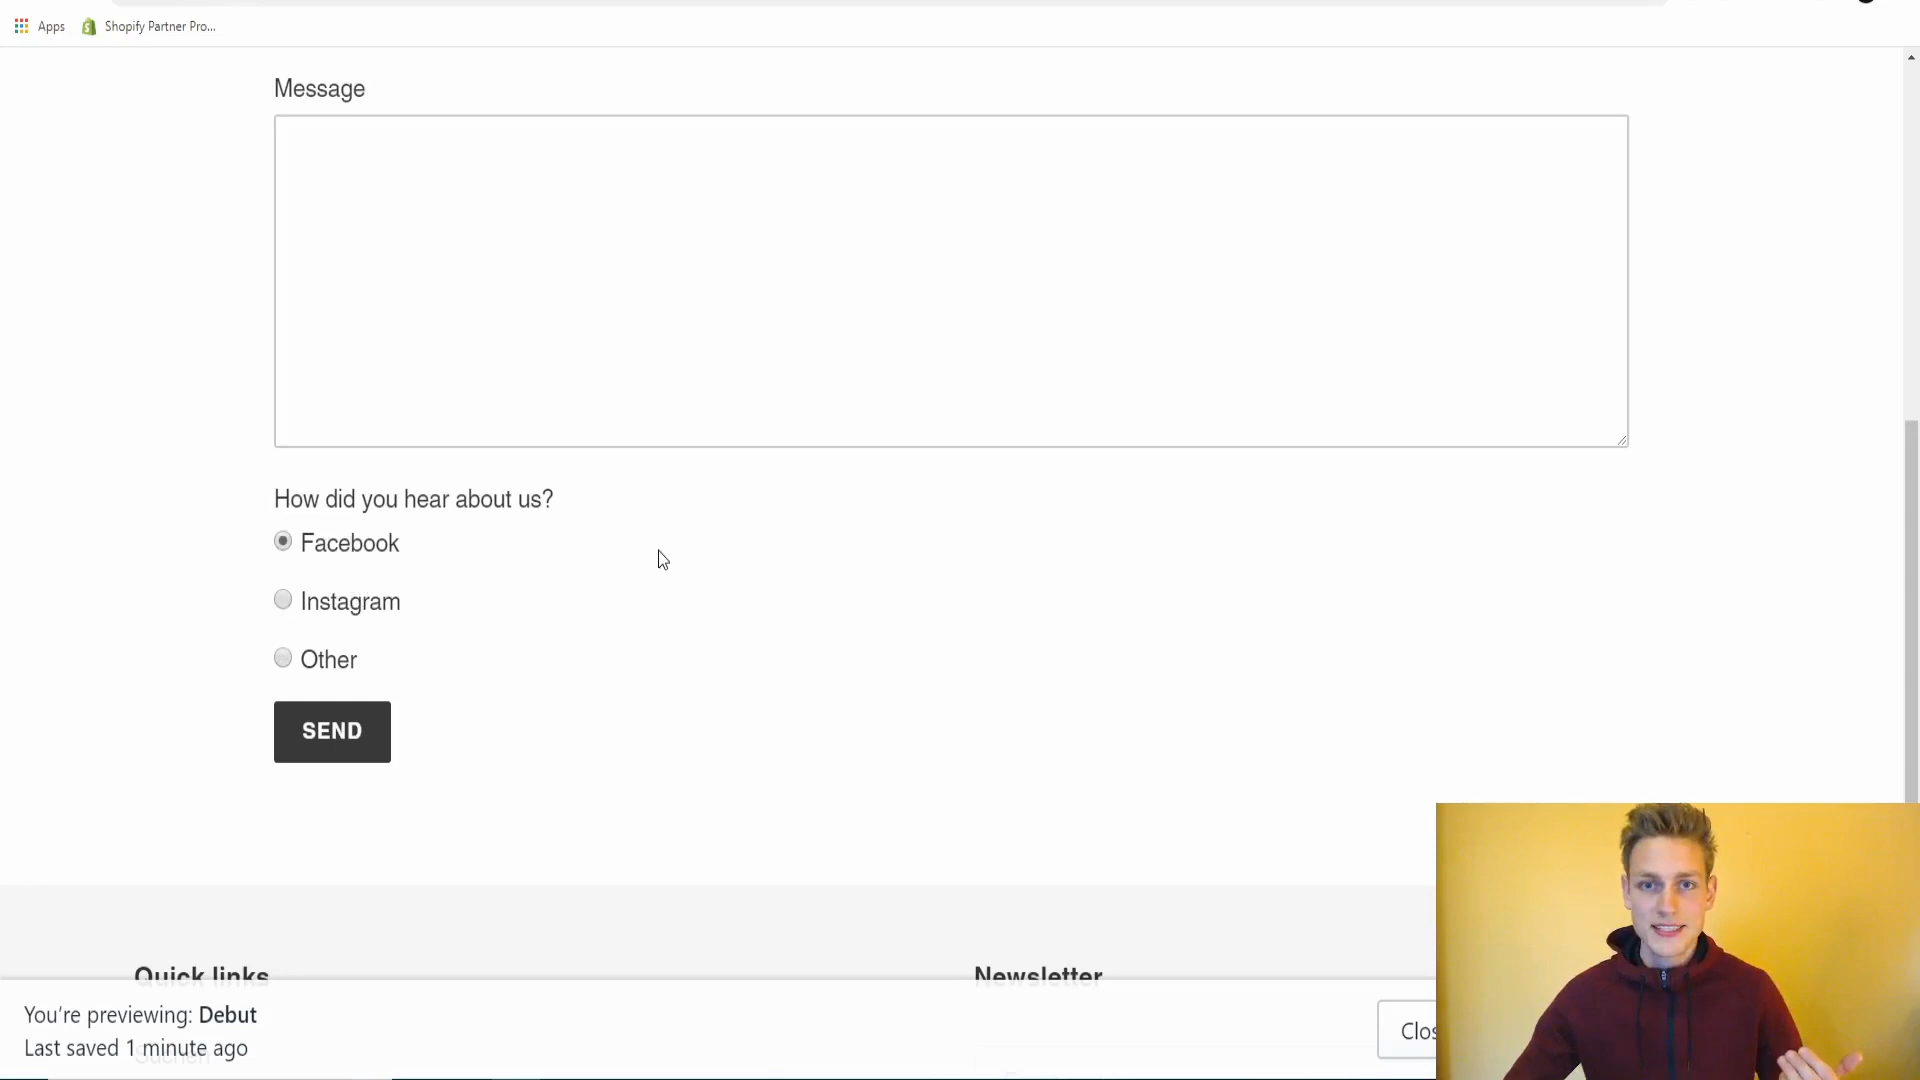 Apps
Shopify Partner Pro...
Message
How did you hear about us?
Facebook
Instagram
Other
SEND
Quick links
Newsletter
You're previewing: Debut
Last saved 1 minute ago
Clos